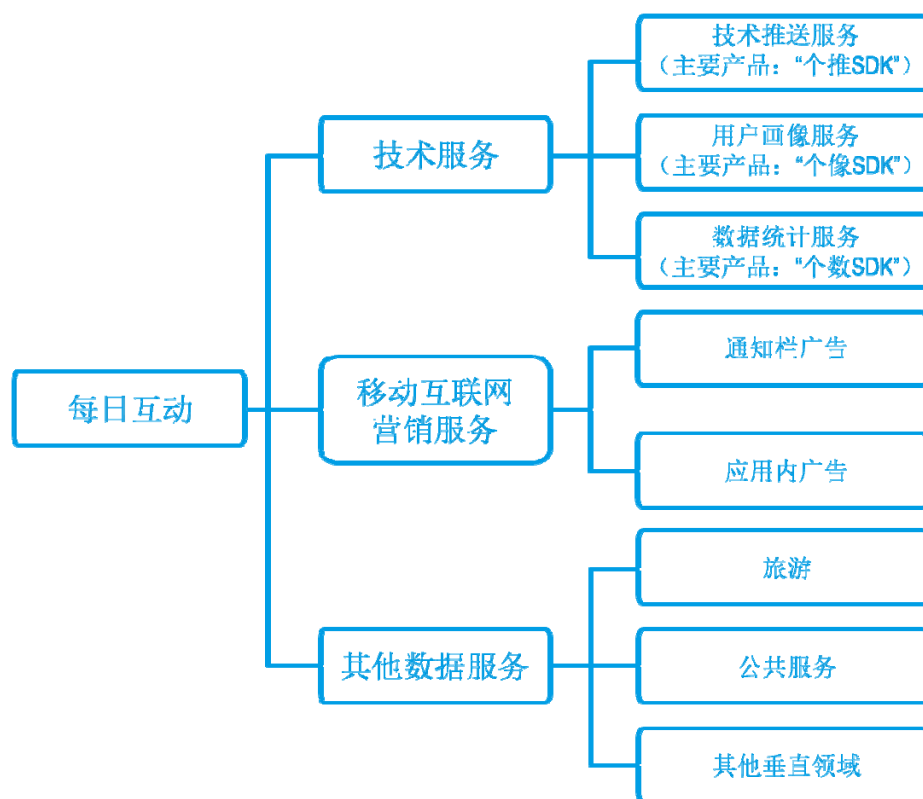 每日互动
技术服务
技术推送服务
（主要产品：“个推SDK”）
用户画像服务
（主要产品：“个像SDK”）
数据统计服务
（主要产品：“个数SDK”）
移动互联网
营销服务
通知栏广告
应用内广告
其他数据服务
旅游
公共服务
其他垂直领域